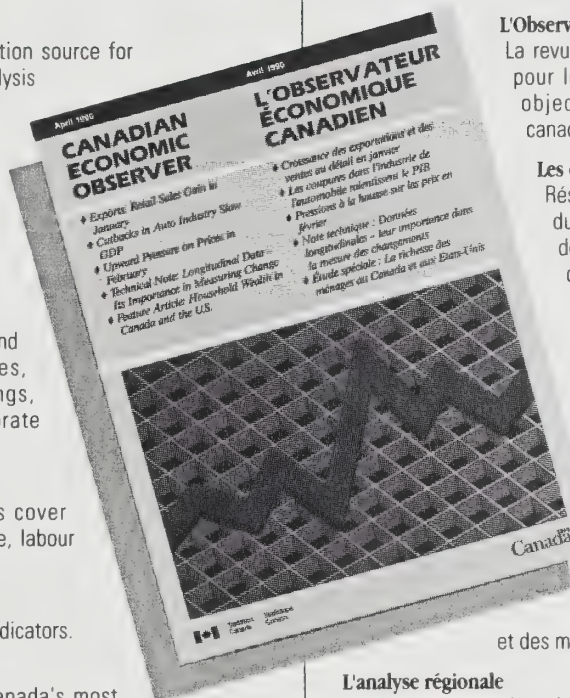 tion source for
lysis
nd
es,
ngs,
rate
s cover
e, labour
dicators.
anada's most
April 1990
CANADIAN
ECONOMIC
OBSERVER
♦ Exports, Retail Sales Gain in
January
♦ Cutbacks in Auto Industry Slow
GDP
♦ Upward Pressure on Prices in
February
♦ Technical Note: Longitudinal Data -
Its Importance in Measuring Change
♦ Feature Article: Household Wealth in
Canada and the U.S.
Avril 1990
L'OBSERVATEUR
ÉCONOMIQUE
CANADIEN
♦ Croissance des exportations et des
ventes au détail en janvier
♦ Les coupures dans l'industrie de
l'automobile ralentissent le PIB
♦ Pressions à la hausse sur les prix en
février
♦ Note technique : Données
longitudinales - leur importance dans
la mesure des changements
♦ Étude spéciale : La richesse des
ménages au Canada et aux États-Unis
Canada
Statistics Statistique
Canada Canada
L'Observ
La revu
pour l'
objec
canad
Les
Rés
du
de
et des m
L'analyse régionale